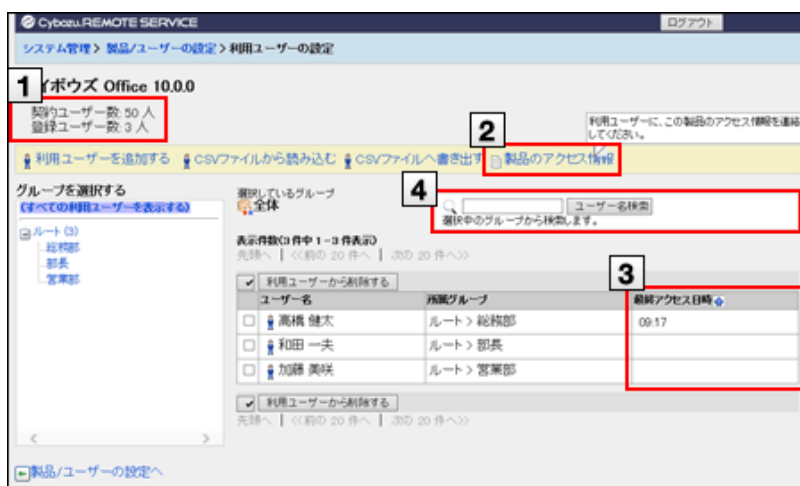 Cybozu.REMOTE SERVICE
ログアウト
システム管理 > 製品/ユーザーの設定 > 利用ユーザーの設定
1
イボウズ Office 10.0.0
契約ユーザー数: 50 人
登録ユーザー数: 3 人
利用ユーザーに、この製品のアクセス情報を連絡
してください。
2
利用ユーザーを追加する
CSVファイルから読み込む
CSVファイルへ書き出す
製品のアクセス情報
グループを選択する
(すべての利用ユーザーを表示する)
ルート (3)
総務部
部長
営業部
選択しているグループ
全体
4
ユーザー名検索
選択中のグループから検索します。
表示件数(3 件中 1 - 3 件表示)
先頭へ | <<前の 20 件へ | 次の 20 件へ>>
3
利用ユーザーから削除する
ユーザー名 所属グループ 最終アクセス日時
高橋 健太 ルート > 総務部 09:17
和田 一夫 ルート > 部長
加藤 美咲 ルート > 営業部
利用ユーザーから削除する
先頭へ | <<前の 20 件へ | 次の 20 件へ>>
製品/ユーザーの設定へ